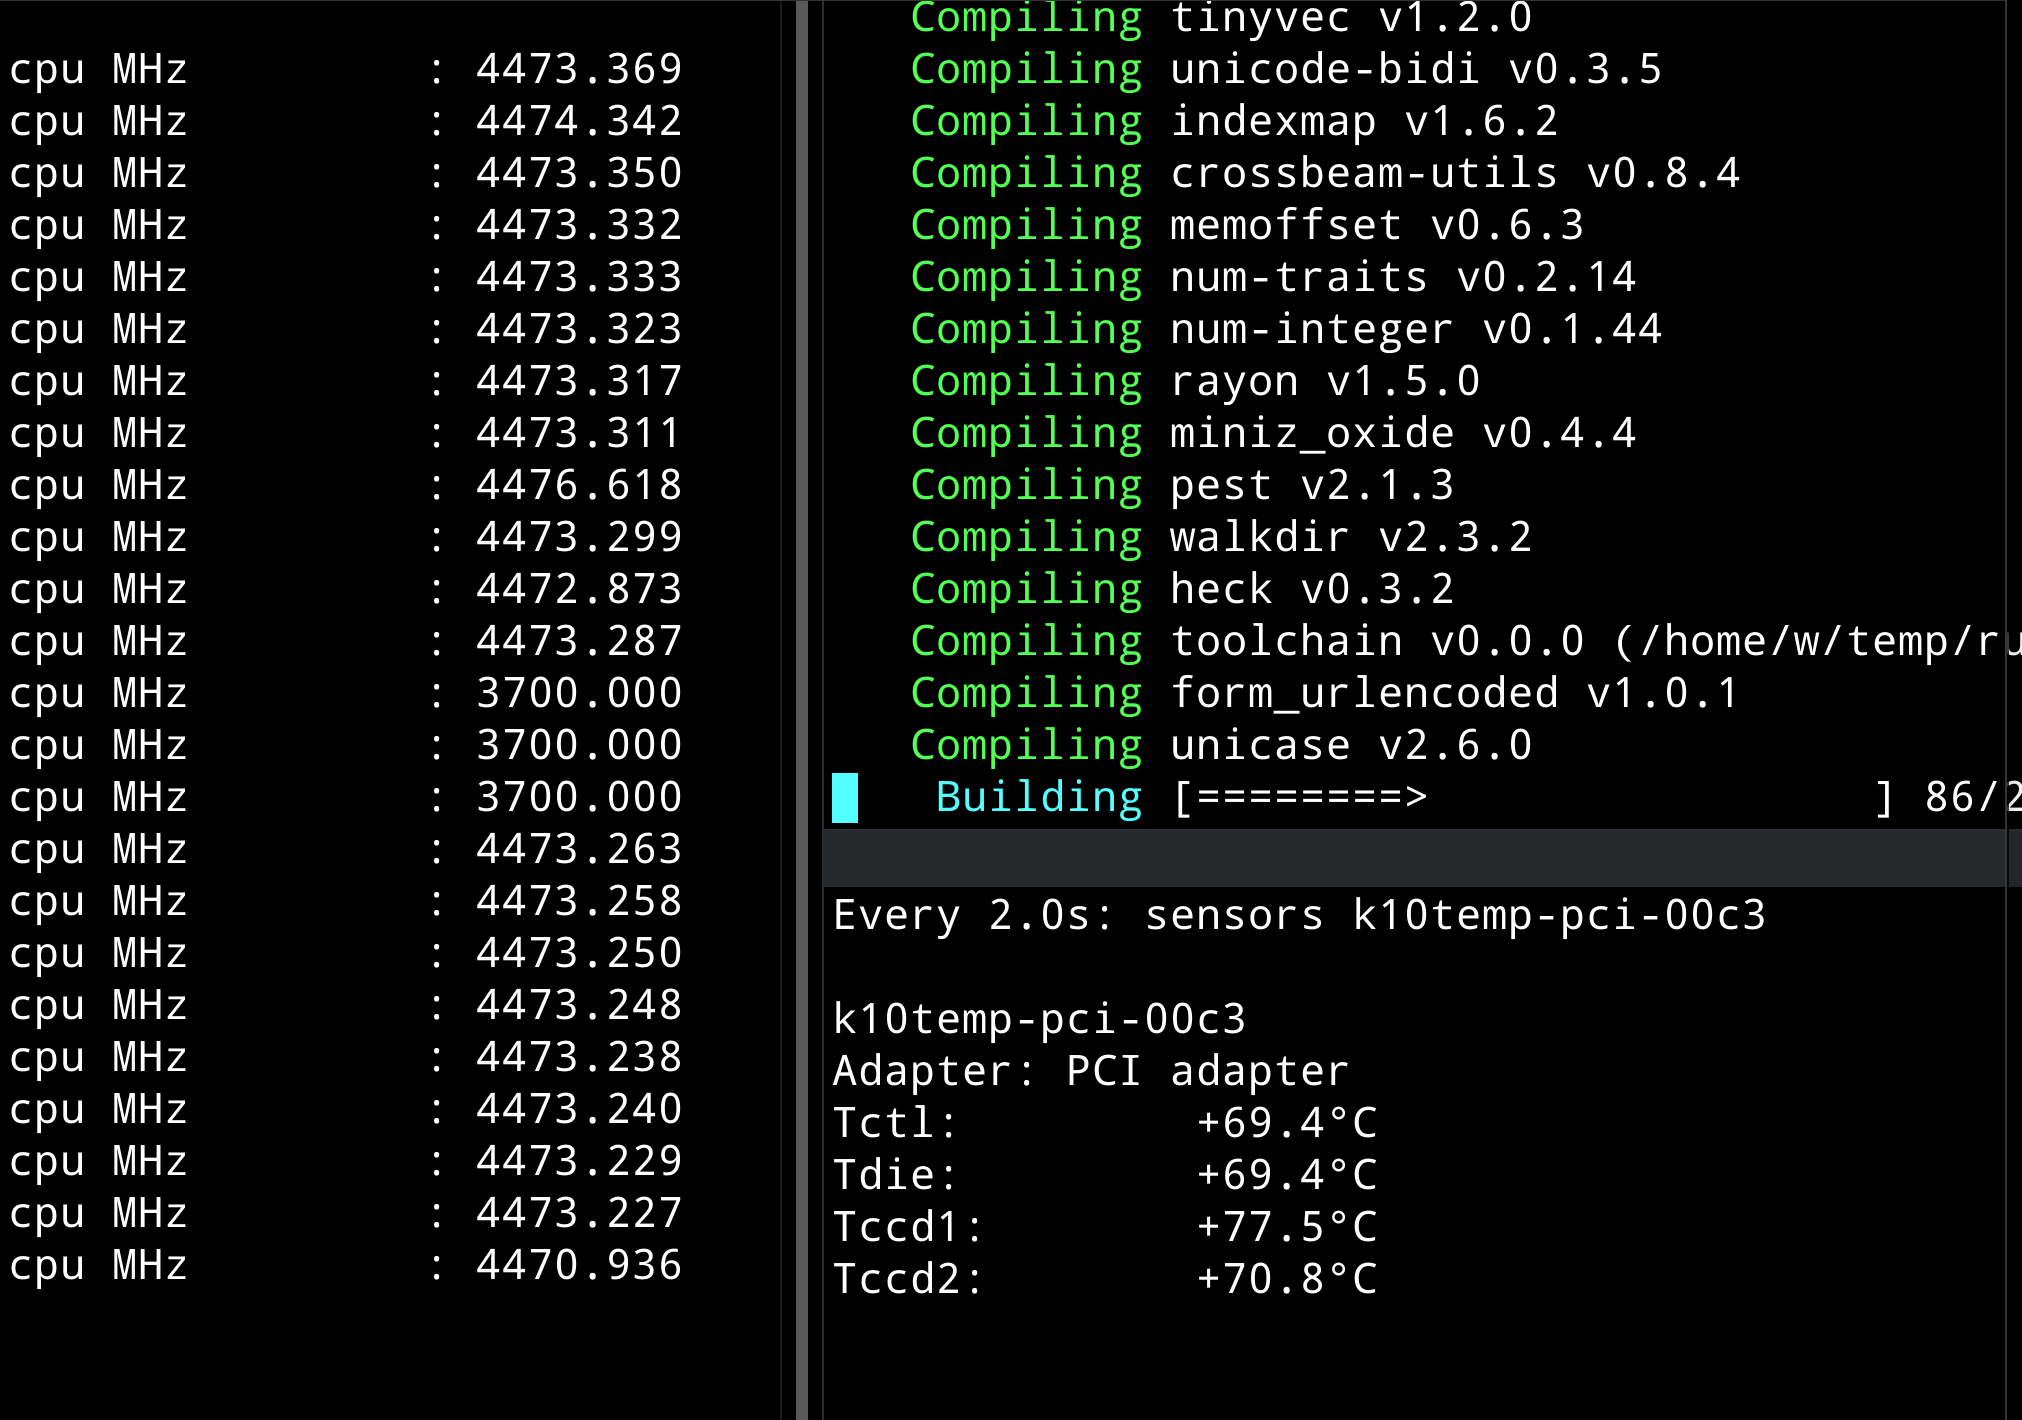 cpu MHz : 4473.369
cpu MHz : 4474.342
cpu MHz : 4473.350
cpu MHz : 4473.332
cpu MHz : 4473.333
cpu MHz : 4473.323
cpu MHz : 4473.317
cpu MHz : 4473.311
cpu MHz : 4476.618
cpu MHz : 4473.299
cpu MHz : 4472.873
cpu MHz : 4473.287
cpu MHz : 3700.000
cpu MHz : 3700.000
cpu MHz : 3700.000
cpu MHz : 4473.263
cpu MHz : 4473.258
cpu MHz : 4473.250
cpu MHz : 4473.248
cpu MHz : 4473.238
cpu MHz : 4473.240
cpu MHz : 4473.229
cpu MHz : 4473.227
cpu MHz : 4470.936
Compiling tinyvec v1.2.0
Compiling unicode-bidi v0.3.5
Compiling indexmap v1.6.2
Compiling crossbeam-utils v0.8.4
Compiling memoffset v0.6.3
Compiling num-traits v0.2.14
Compiling num-integer v0.1.44
Compiling rayon v1.5.0
Compiling miniz_oxide v0.4.4
Compiling pest v2.1.3
Compiling walkdir v2.3.2
Compiling heck v0.3.2
Compiling toolchain v0.0.0 (/home/w/temp/ru
Compiling form_urlencoded v1.0.1
Compiling unicase v2.6.0
Building [========> ] 86/2
Every 2.0s: sensors k10temp-pci-00c3
k10temp-pci-00c3
Adapter: PCI adapter
Tctl: +69.4°C
Tdie: +69.4°C
Tccd1: +77.5°C
Tccd2: +70.8°C